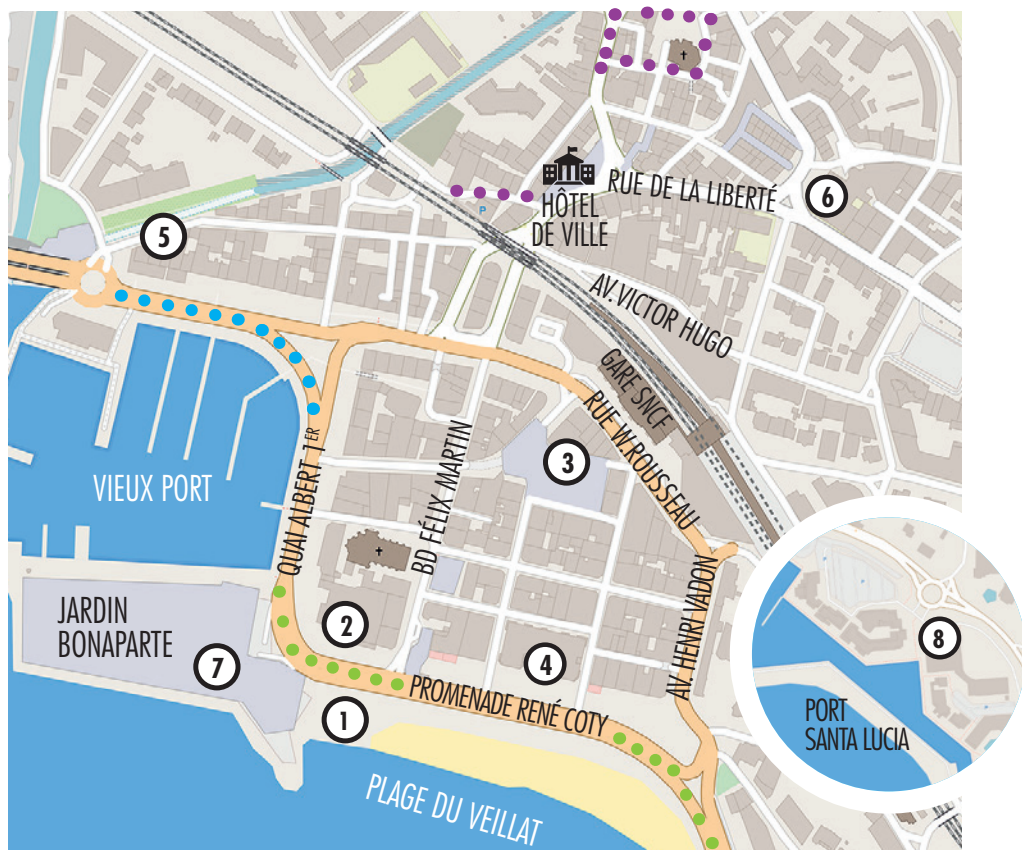 HÔTEL
DE VILLE
RUE DE LA LIBERTÉ
6
5
P
AV. VICTOR HUGO
GARE SNCF
RUE W.ROUSSEAU
3
VIEUX PORT
QUAI ALBERT 1ER
BD FÉLIX MARTIN
JARDIN
BONAPARTE
2
7
4
AV. HENRI VADON
8
PROMENADE RENÉ COTY
1
PORT
SANTA LUCIA
PLAGE DU VEILLAT